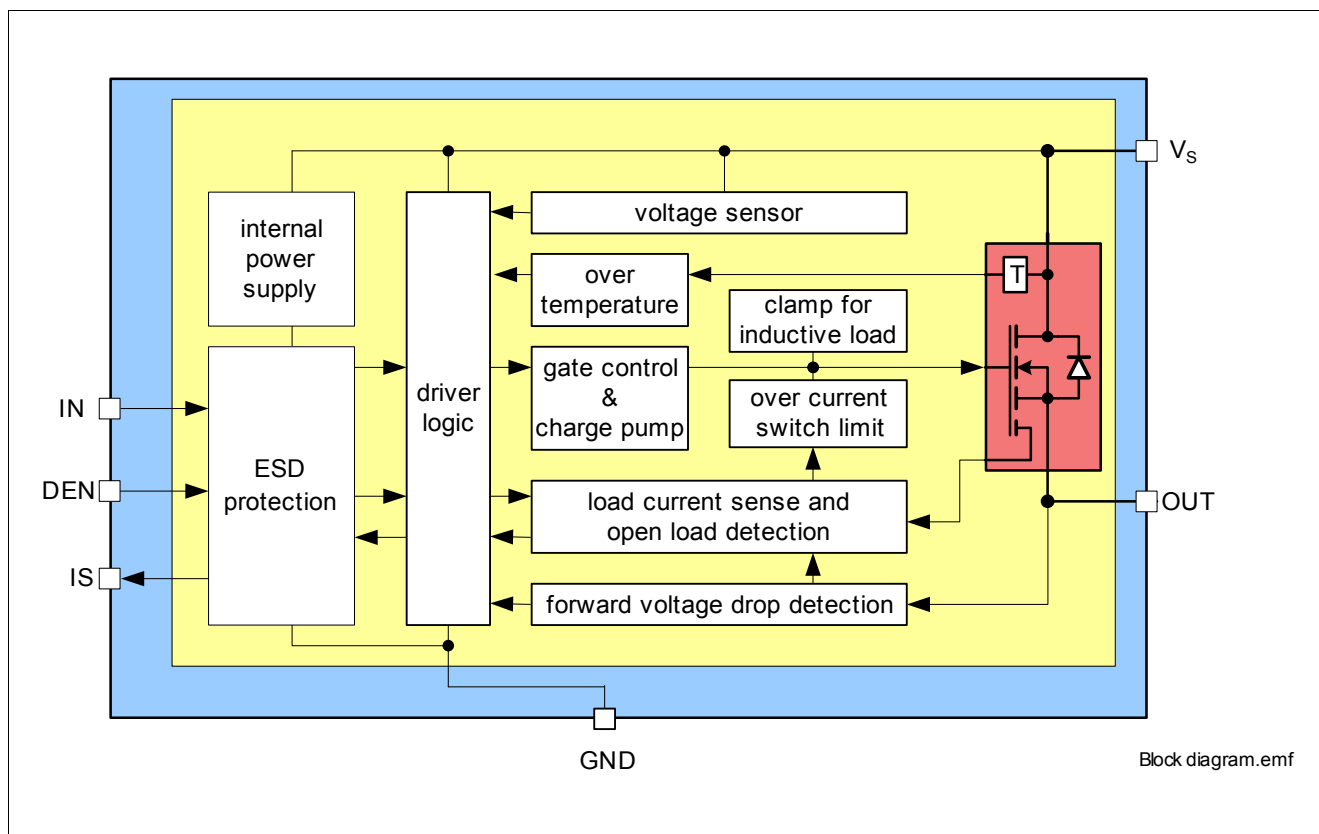 V_S
voltage sensor
internal
power
supply
over
temperature
T
clamp for
inductive load
gate control
&
charge pump
driver
logic
over current
switch limit
IN
ESD
protection
DEN
load current sense and
open load detection
OUT
IS
forward voltage drop detection
GND
Block diagram.emf